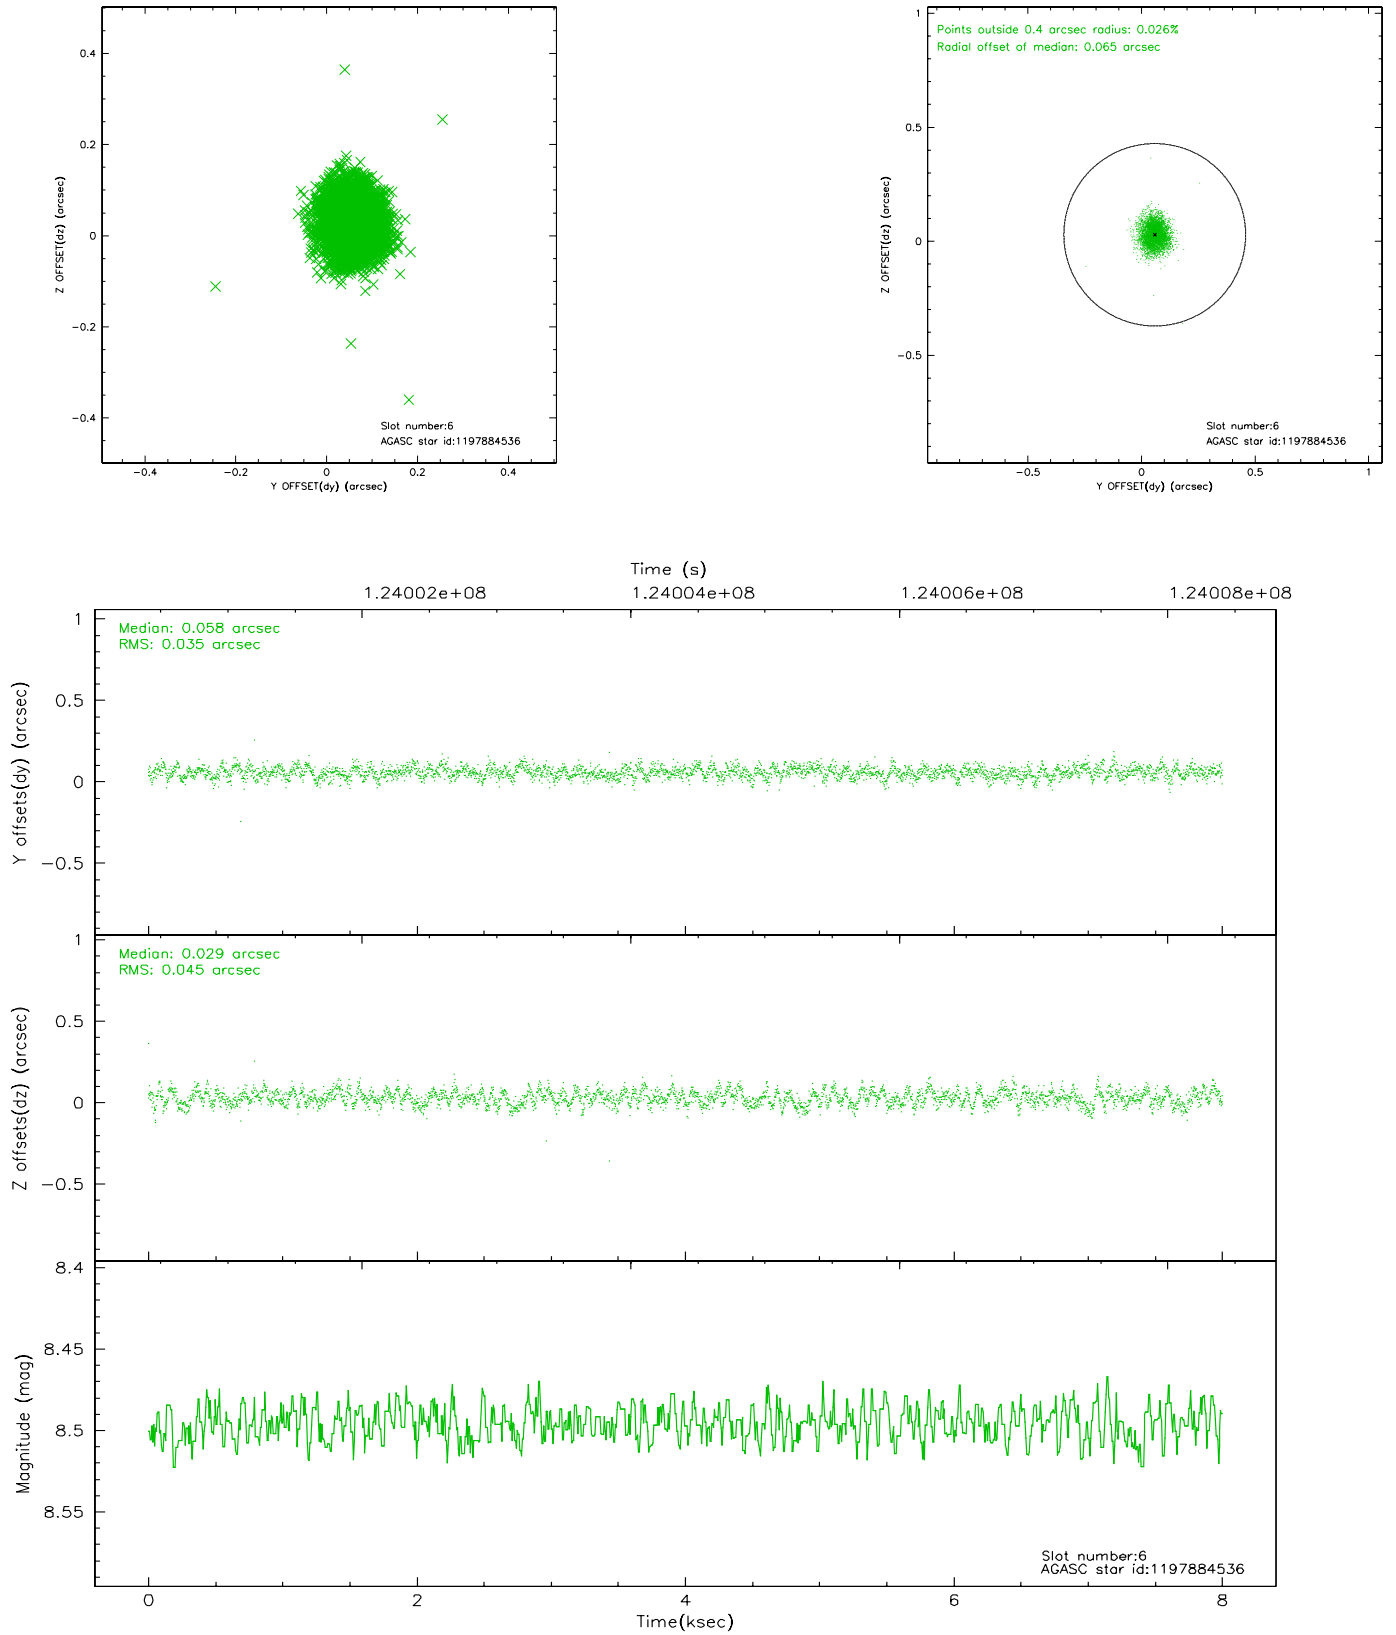 0.4
0.2
0
−0.2
−0.4
Z OFFSET(dz) (arcsec)
Slot number:6
AGASC star id:1197884536
−0.4 −0.2 0 0.2 0.4
Y OFFSET(dy) (arcsec)
Points outside 0.4 arcsec radius: 0.026%
Radial offset of median: 0.065 arcsec
1
0.5
0
−0.5
Z OFFSET(dz) (arcsec)
Slot number:6
AGASC star id:1197884536
−0.5 0 0.5 1
Y OFFSET(dy) (arcsec)
Time (s)
1.24002e+08 1.24004e+08 1.24006e+08 1.24008e+08
Median: 0.058 arcsec
RMS: 0.035 arcsec
1
0.5
0
−0.5
Y offsets(dy) (arcsec)
Median: 0.029 arcsec
RMS: 0.045 arcsec
1
0.5
0
−0.5
Z offsets(dz) (arcsec)
8.4
8.45
8.5
8.55
Magnitude (mag)
Slot number:6
AGASC star id:1197884536
0 2 4 6 8
Time(ksec)